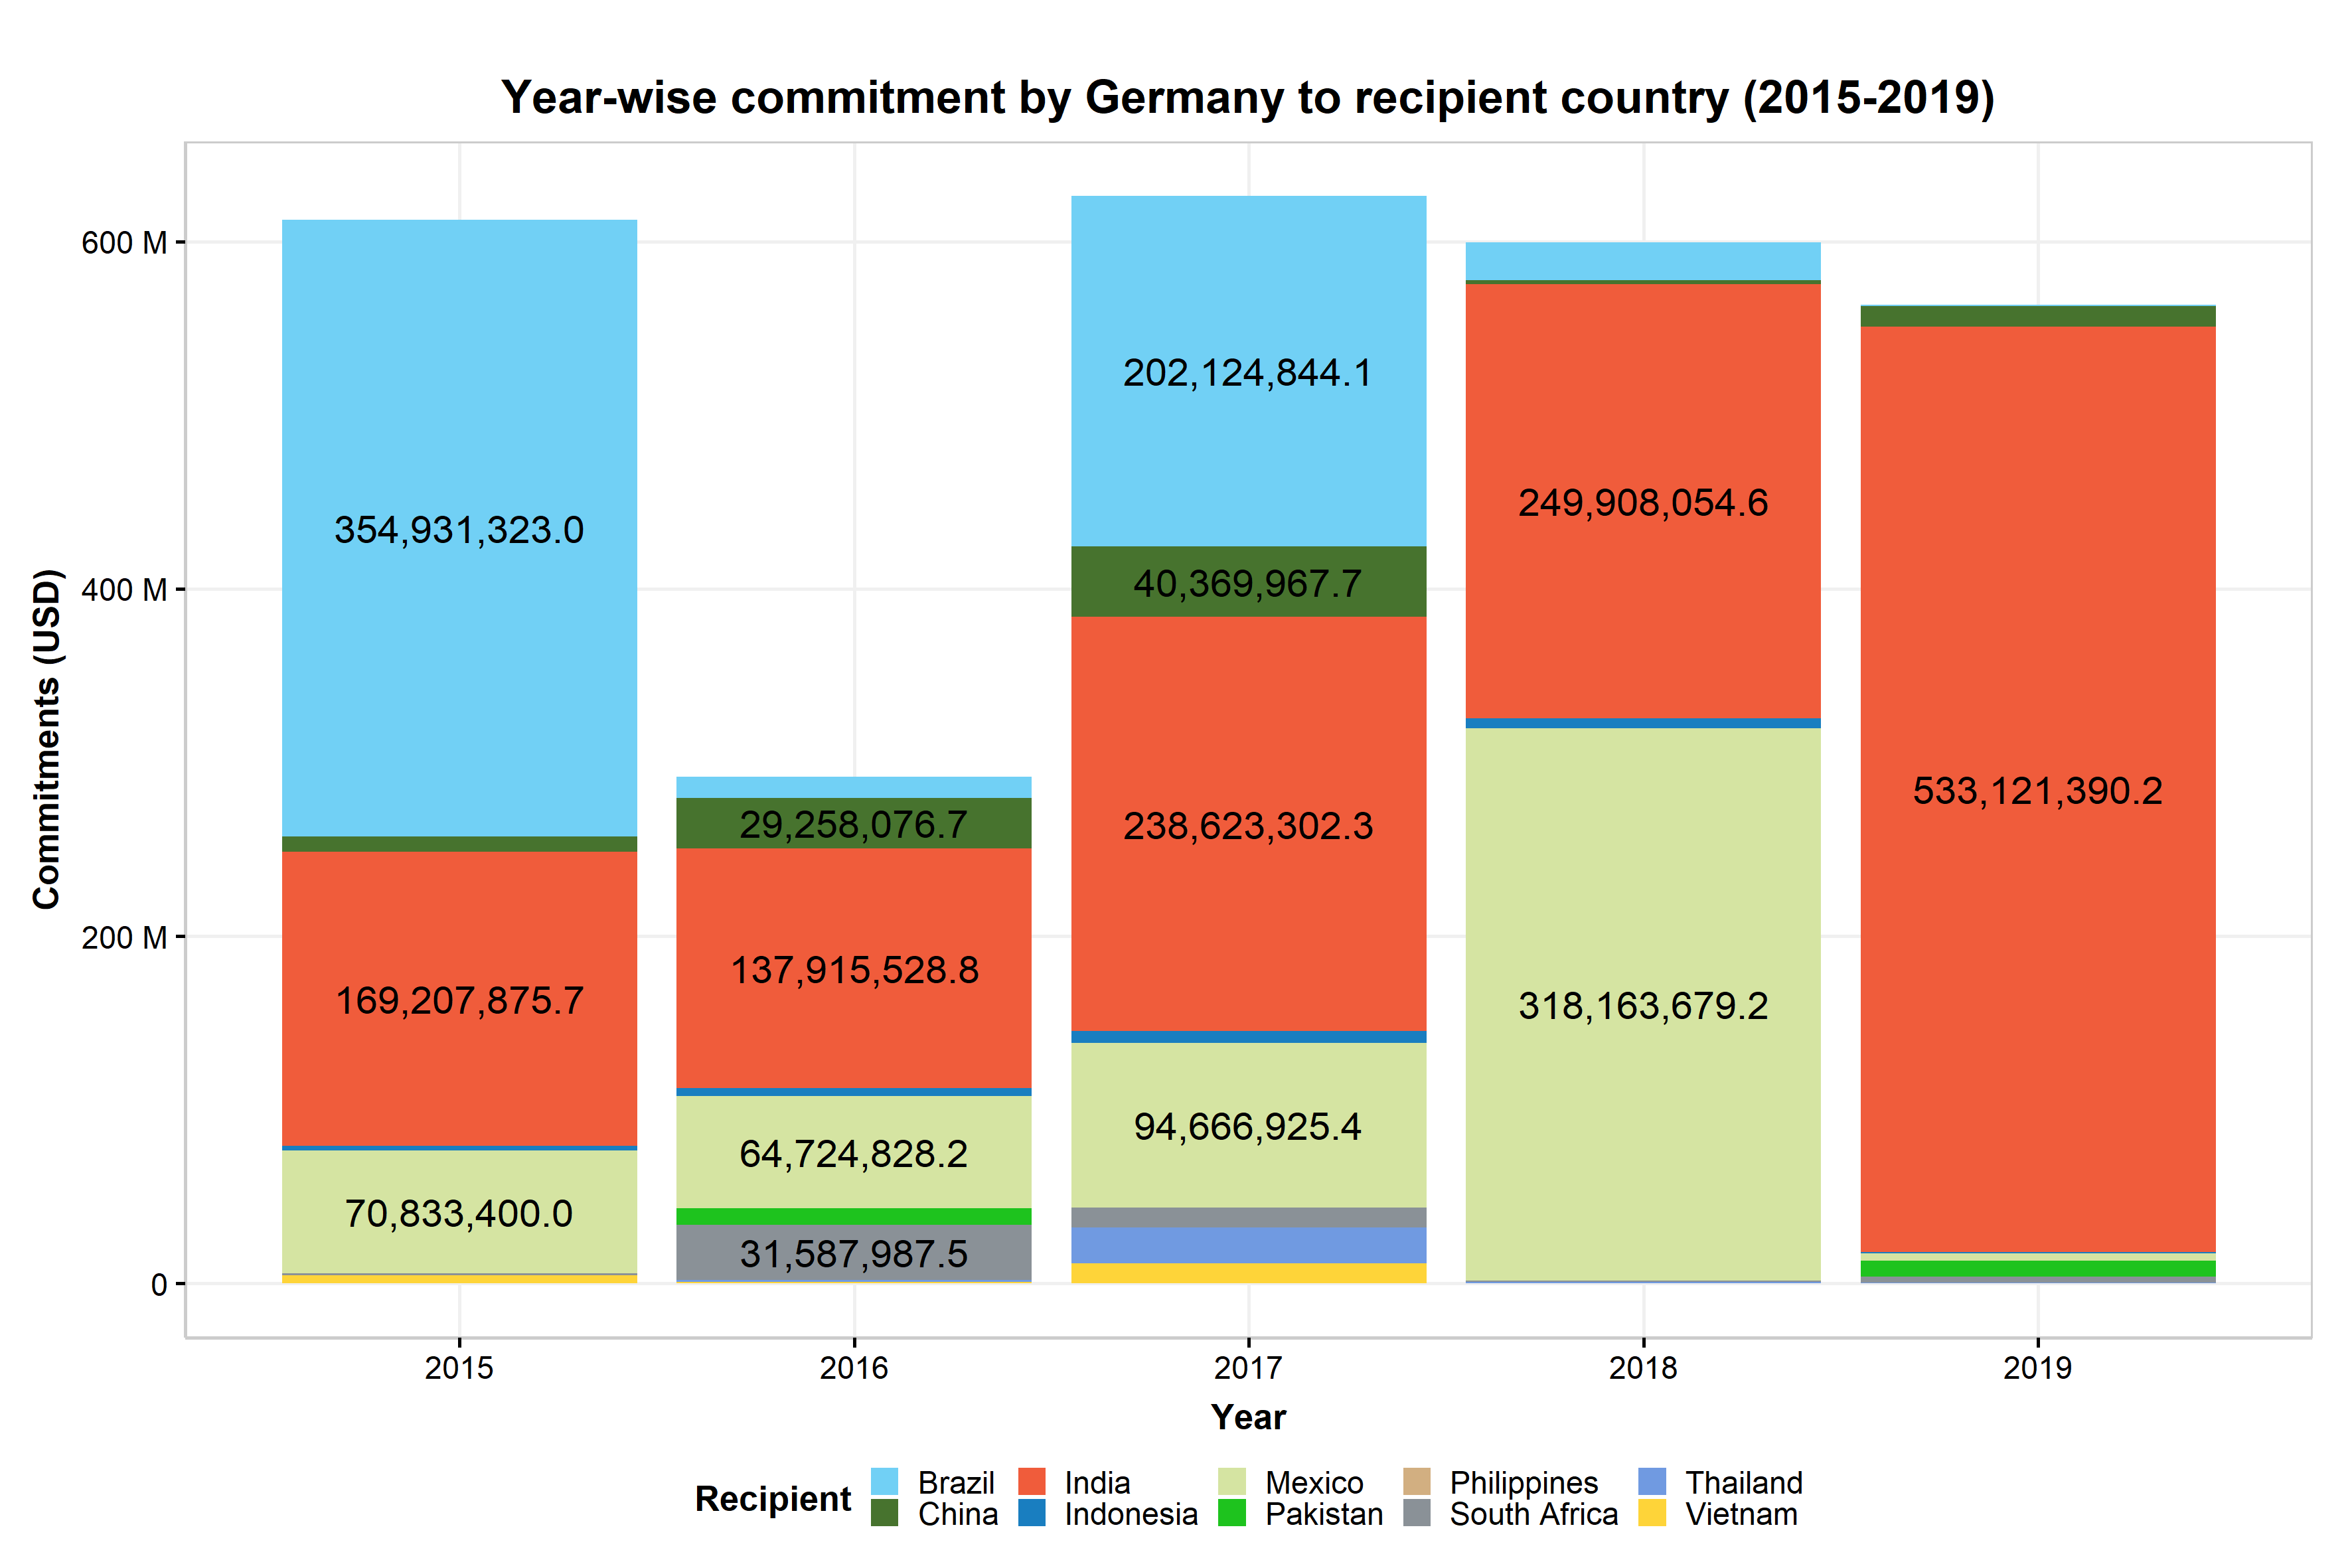 Year-wise commitment by Germany to recipient country (2015-2019)
Commitments (USD)
600 M
400 M
200 M
0
354,931,323.0
169,207,875.7
70,833,400.0
29,258,076.7
137,915,528.8
64,724,828.2
31,587,987.5
202,124,844.1
40,369,967.7
238,623,302.3
94,666,925.4
249,908,054.6
318,163,679.2
533,121,390.2
2015 2016 2017 2018 2019
Year
Recipient
Brazil India Mexico Philippines Thailand
China Indonesia Pakistan South Africa Vietnam